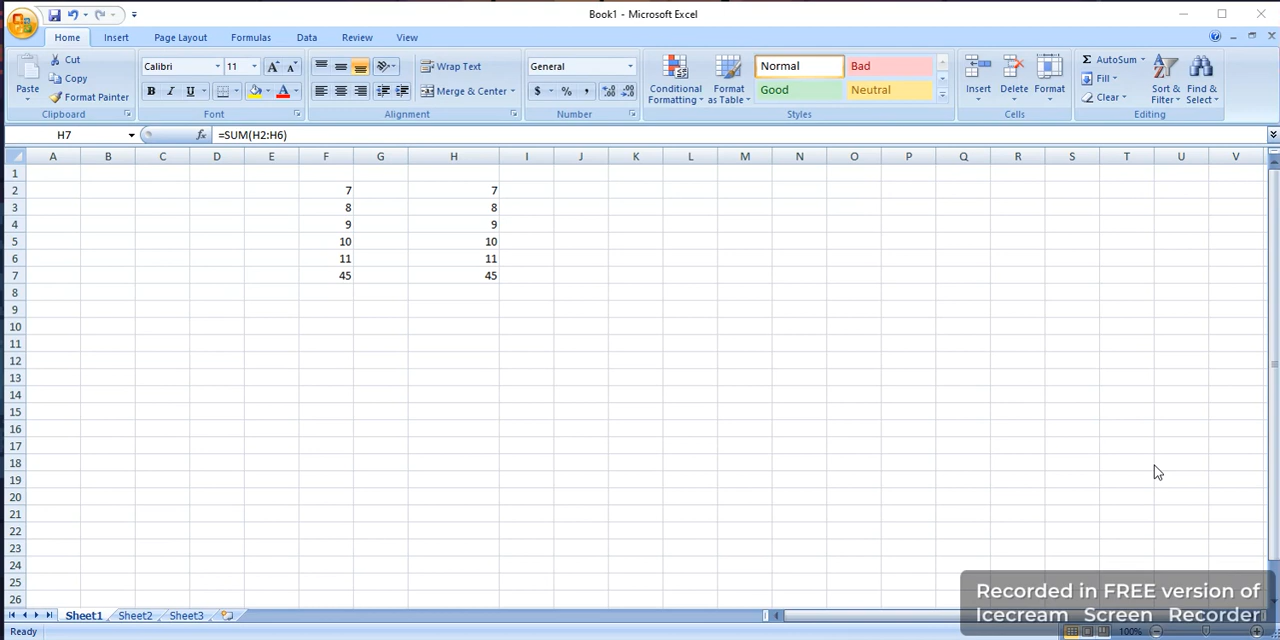 Book1 - Microsoft Excel
Home Insert Page Layout Formulas Data Review View
Paste
Cut
Copy
Format Painter
Clipboard
Calibri 11
Font
Wrap Text
Merge & Center
Alignment
General
Number
Conditional Formatting
Format as Table
Normal Bad
Good Neutral
Styles
Insert Delete Format
Cells
AutoSum
Fill
Clear
Sort & Filter
Find & Select
Editing
H7 fx =SUM(H2:H6)
A B C D E F G H I J K L M N O P Q R S T U V
1
2 7 7
3 8 8
4 9 9
5 10 10
6 11 11
7 45 45
8
9
10
11
12
13
14
15
16
17
18
19
20
21
22
23
24
25
26
Recorded in FREE version of
Icecream Screen Recorder
Sheet1 Sheet2 Sheet3
Ready 100%